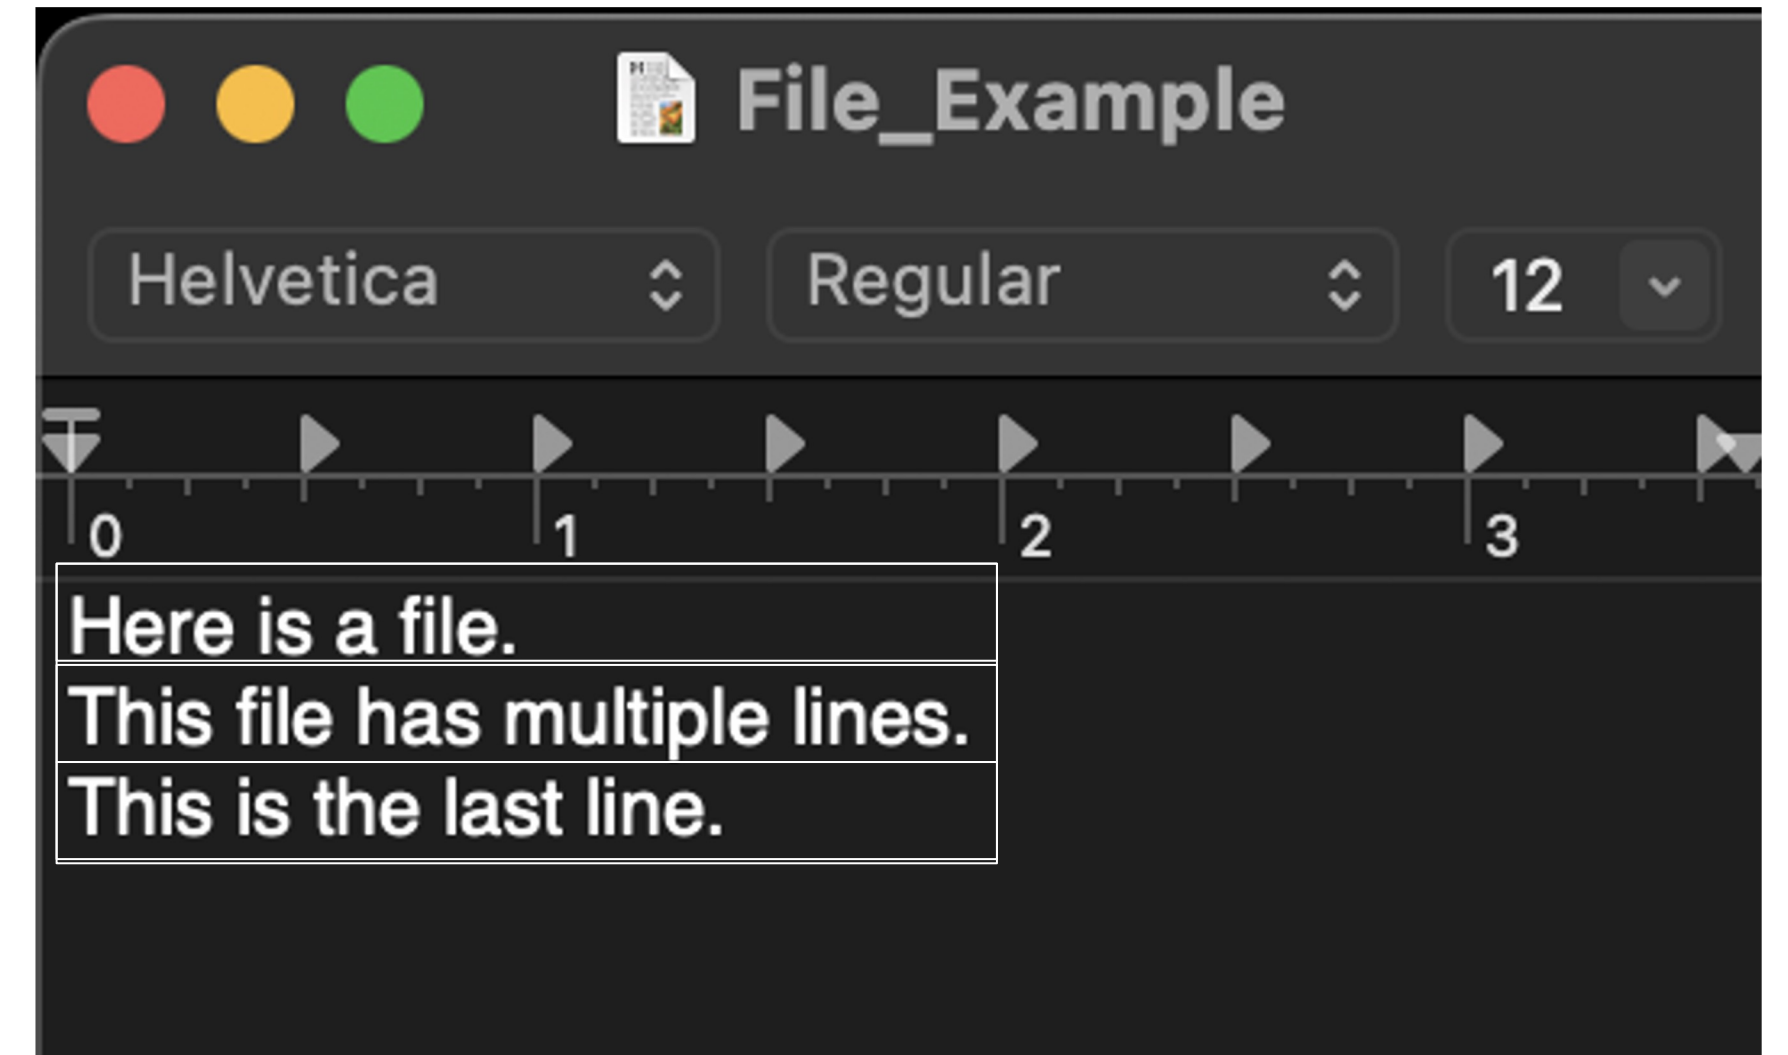 File_Example
Helvetica Regular 12
0 1 2 3
Here is a file.
This file has multiple lines.
This is the last line.